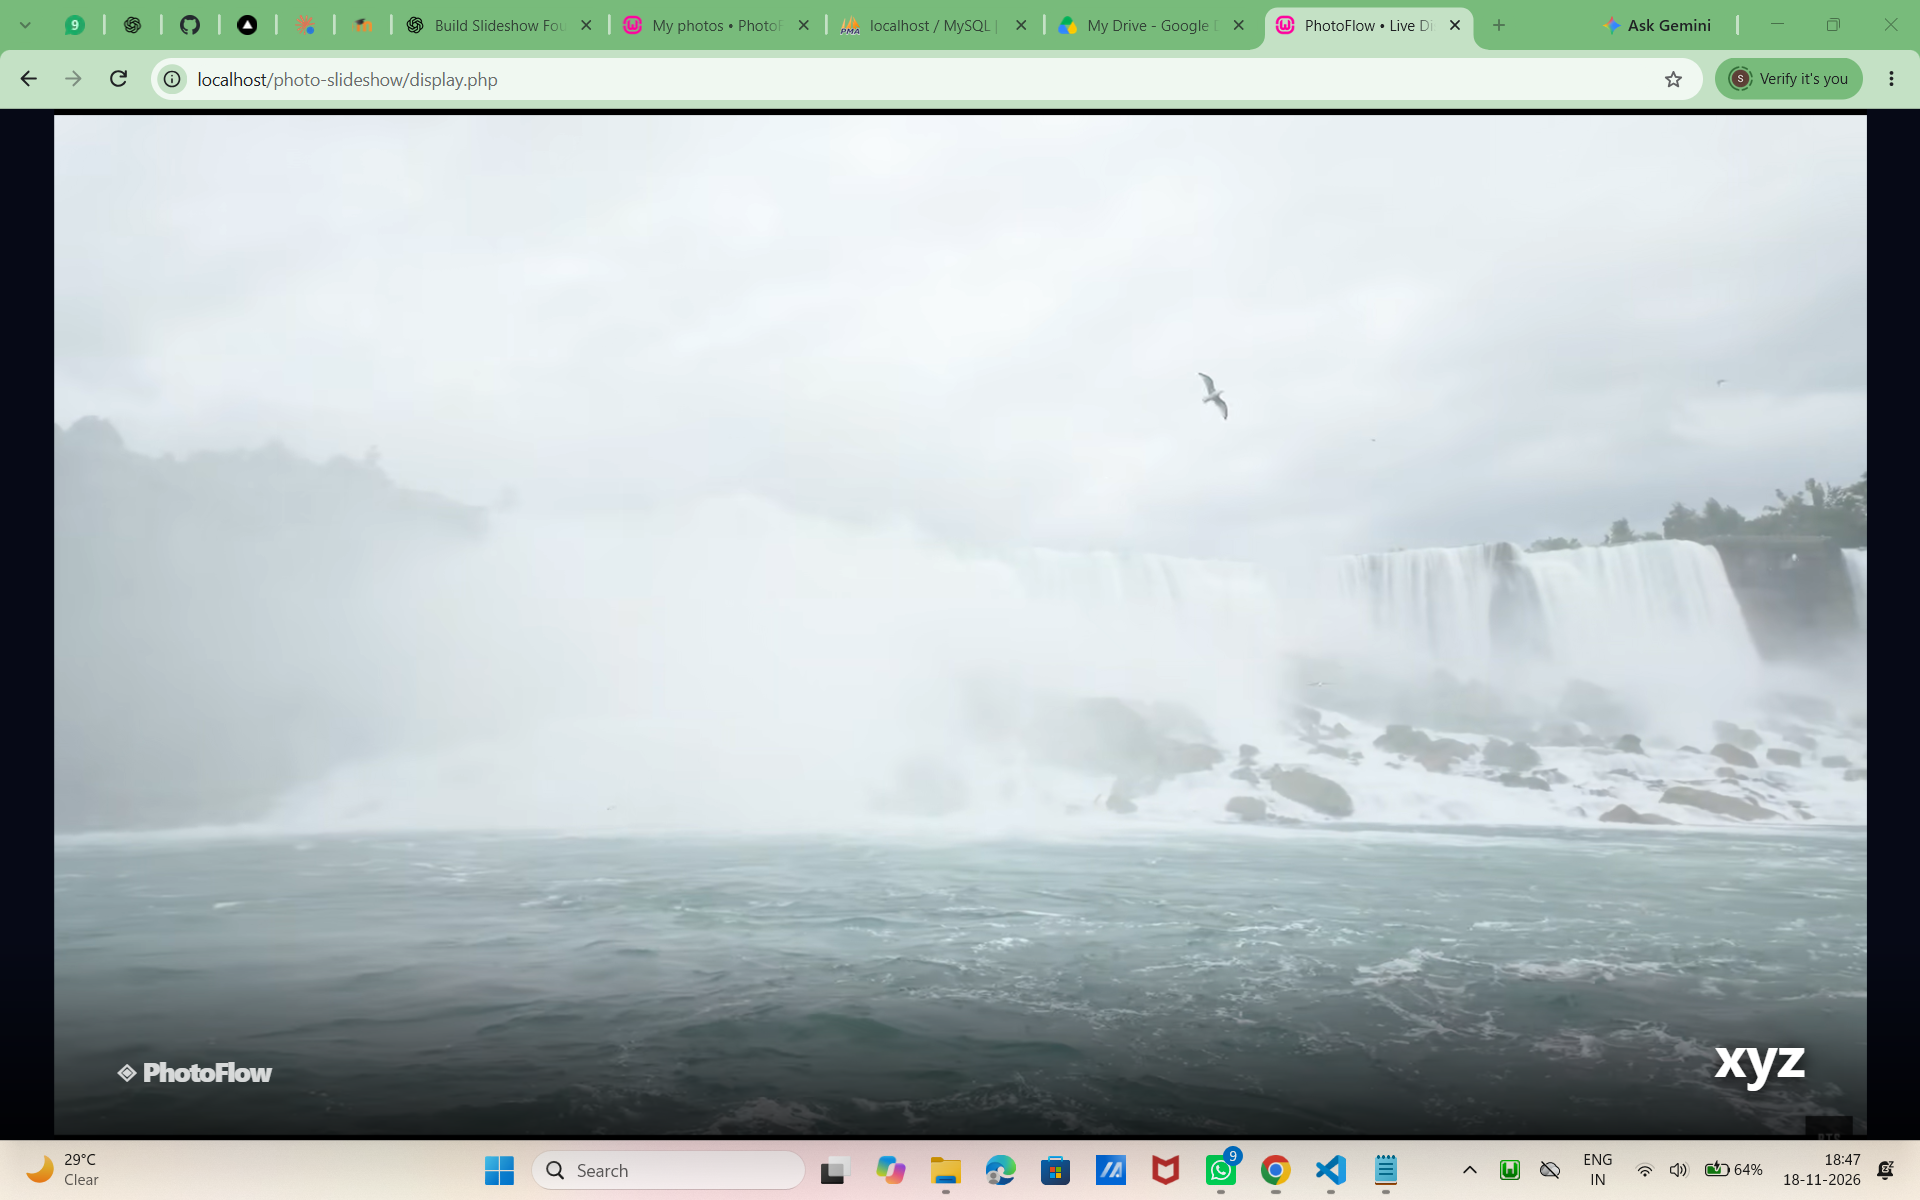 9
Build Slideshow Fou
My photos • PhotoF
localhost / MySQL |
My Drive - Google D
PhotoFlow • Live Di
Ask Gemini
localhost/photo-slideshow/display.php
S
Verify it's you
PhotoFlow
xyz
29°C
Clear
Search
9
ENG
IN
64%
18:47
18-11-2026